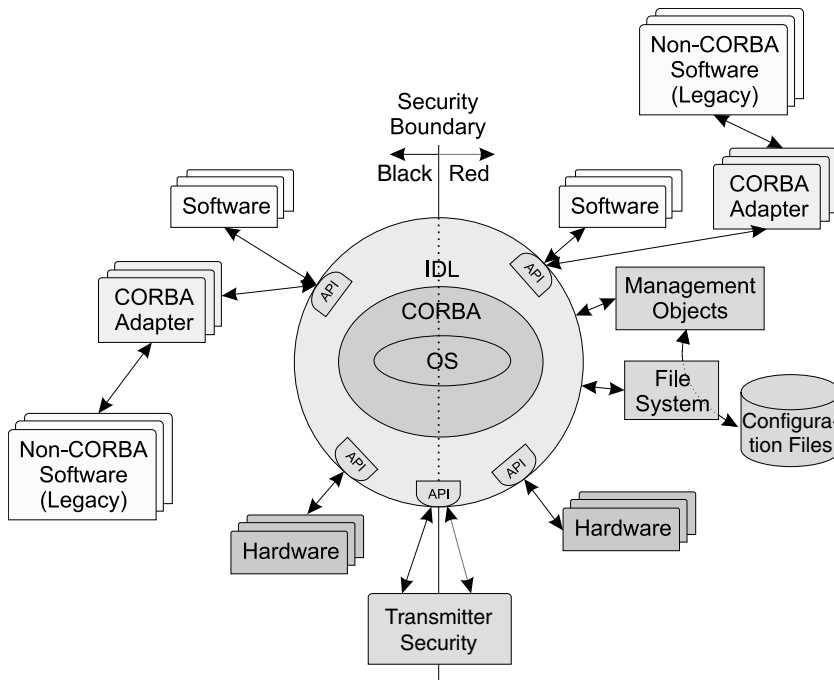 Non-CORBA
Software
(Legacy)
Security
Boundary
Black
Red
Software
Software
CORBA
Adapter
IDL
API
API
CORBA
Adapter
Management
Objects
CORBA
OS
File
System
Configura-
tion Files
Non-CORBA
Software
(Legacy)
API
API
API
Hardware
Hardware
Transmitter
Security